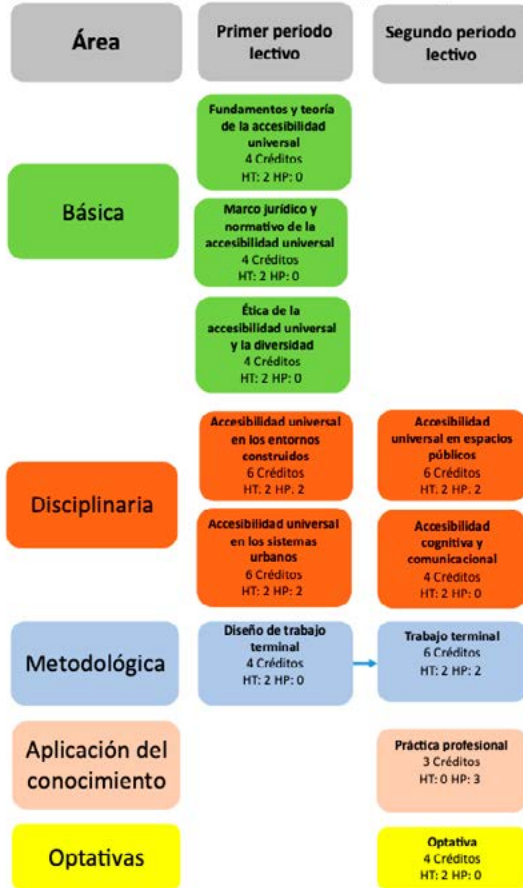 Área
Primer periodo
lectivo
Segundo periodo
lectivo
Básica
Fundamentos y teoría
de la accesibilidad
universal
4 Créditos
HT: 2 HP: 0
Marco jurídico y
normativo de la
accesibilidad universal
4 Créditos
HT: 2 HP: 0
Ética de la
accesibilidad universal
y la diversidad
4 Créditos
HT: 2 HP: 0
Disciplinaria
Accesibilidad universal
en los entornos
construidos
6 Créditos
HT: 2 HP: 2
Accesibilidad
universal en espacios
públicos
6 Créditos
HT: 2 HP: 2
Accesibilidad universal
en los sistemas
urbanos
6 Créditos
HT: 2 HP: 2
Accesibilidad
cognitiva y
comunicacional
4 Créditos
HT: 2 HP: 0
Metodológica
Diseño de trabajo
terminal
4 Créditos
HT: 2 HP: 0
Trabajo terminal
6 Créditos
HT: 2 HP: 2
Aplicación del
conocimiento
Práctica profesional
3 Créditos
HT: 0 HP: 3
Optativas
Optativa
4 Créditos
HT: 2 HP: 0